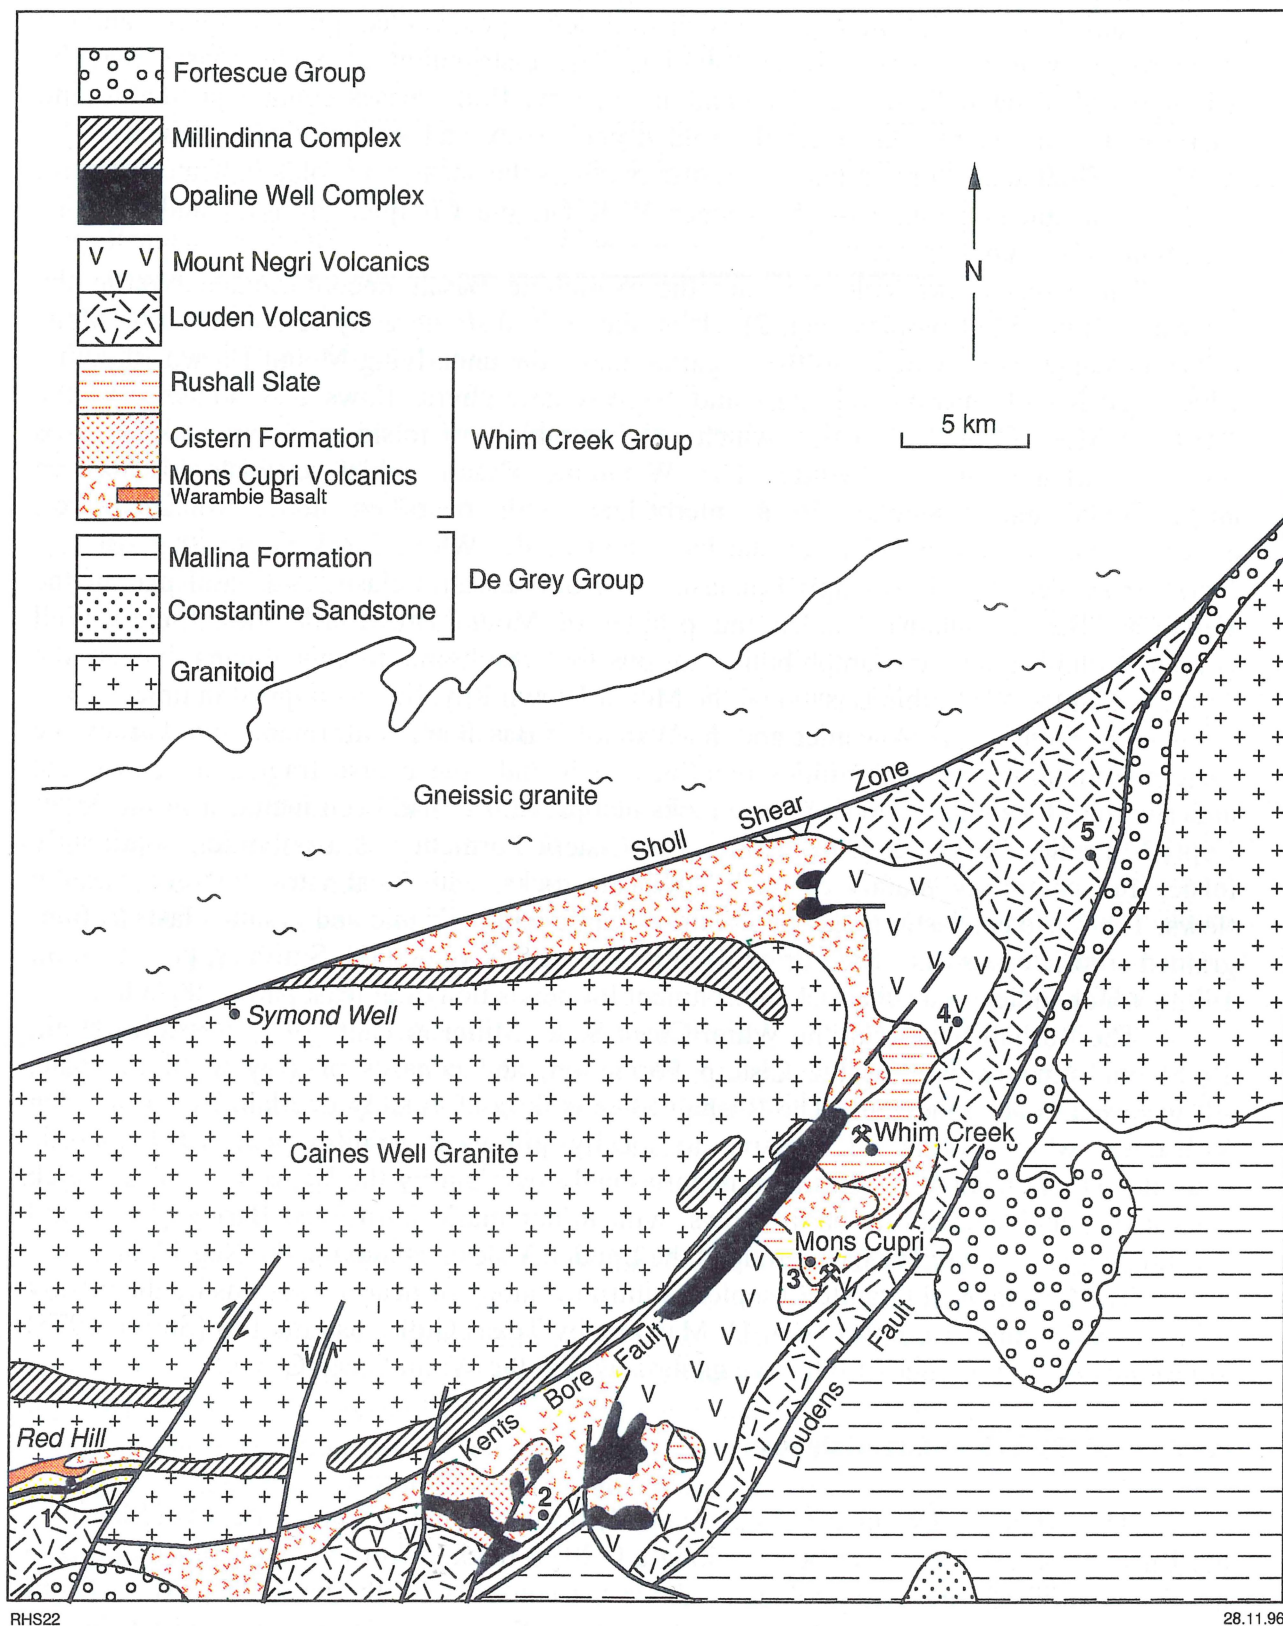 Fortescue Group
Millindinna Complex
Opaline Well Complex
V V
V
Mount Negri Volcanics
Louden Volcanics
Rushall Slate
Cistern Formation
Mons Cupri Volcanics
Warambie Basalt
Whim Creek Group
Mallina Formation
Constantine Sandstone
De Grey Group
Granitoid
N
5 km
Gneissic granite
Sholl Shear Zone
5
Symond Well
4
Whim Creek
Caines Well Granite
Mons Cupri
3
Kents Bore Fault
Loudens Fault
Red Hill
1
2
RHS22
28.11.96